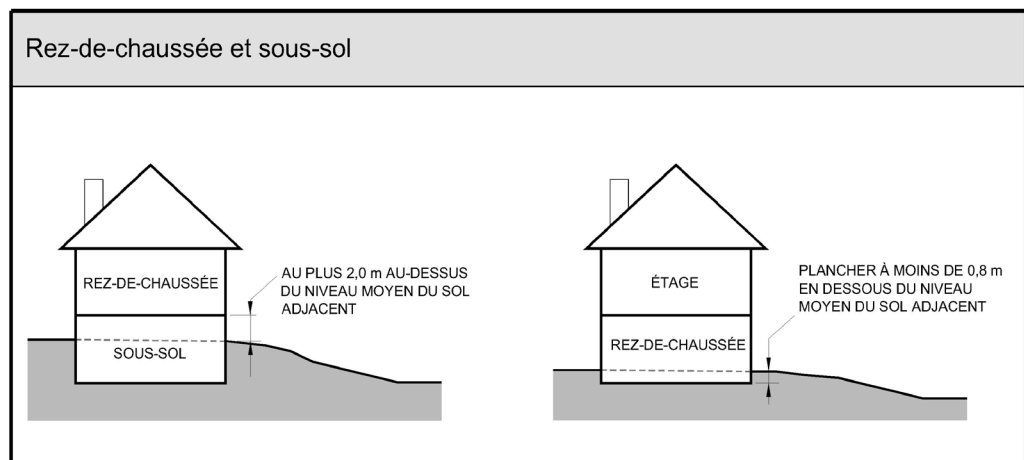 Rez-de-chaussée et sous-sol
REZ-DE-CHAUSSÉE
SOUS-SOL
AU PLUS 2,0 m AU-DESSUS
DU NIVEAU MOYEN DU SOL
ADJACENT
ÉTAGE
REZ-DE-CHAUSSÉE
PLANCHER À MOINS DE 0,8 m
EN DESSOUS DU NIVEAU
MOYEN DU SOL ADJACENT